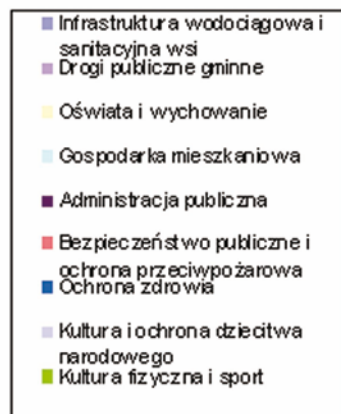 Infrastruktura wodociągowa i
sanitacyjna wsi
Drogi publiczne gminne
Oświata i wychowanie
Gospodarka mieszkaniowa
Administracja publiczna
Bezpieczeństwo publiczne i
ochrona przeciwpożarowa
Ochrona zdrowia
Kultura i ochrona dziecitwa
narodowego
Kultura fizyczna i sport